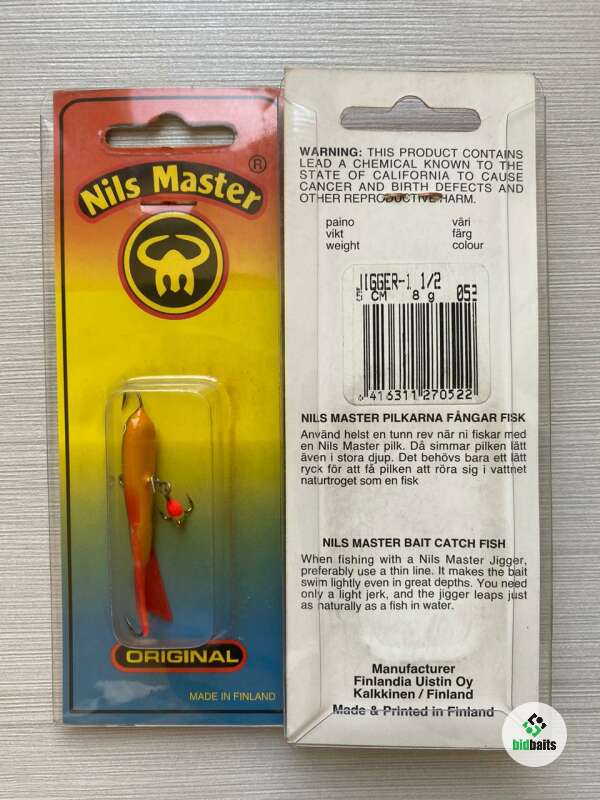 Nils Master ®
ORIGINAL
MADE IN FINLAND
WARNING: THIS PRODUCT CONTAINS
LEAD A CHEMICAL KNOWN TO THE
STATE OF CALIFORNIA TO CAUSE
CANCER AND BIRTH DEFECTS AND
OTHER REPRODUCTIVE HARM.
paino väri
vikt färg
weight colour
JIGGER-1 1/2
5 CM 8 g 053
6 416311 270522
NILS MASTER PILKARNA FÅNGAR FISK
Använd helst en tunn rev när ni fiskar med
en Nils Master pilk. Då simmar pilken lätt
även i stora djup. Det behövs bara ett lätt
ryck för att få pilken att röra sig i vattnet
naturtroget som en fisk
NILS MASTER BAIT CATCH FISH
When fishing with a Nils Master Jigger,
preferably use a thin line. It makes the bait
swim lightly even in great depths. You need
only a light jerk, and the jigger leaps just
as naturally as a fish in water.
Manufacturer
Finlandia Uistin Oy
Kalkkinen / Finland
Made & Printed in Finland
bidbaits